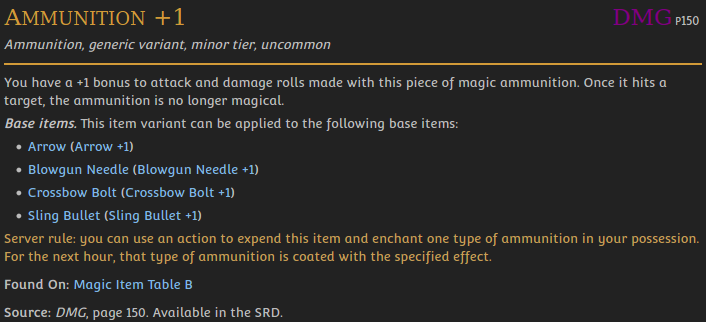 AMMUNITION +1 DMG P150
Ammunition, generic variant, minor tier, uncommon
You have a +1 bonus to attack and damage rolls made with this piece of magic ammunition. Once it hits a
target, the ammunition is no longer magical.
Base items. This item variant can be applied to the following base items:
• Arrow (Arrow +1)
• Blowgun Needle (Blowgun Needle +1)
• Crossbow Bolt (Crossbow Bolt +1)
• Sling Bullet (Sling Bullet +1)
Server rule: you can use an action to expend this item and enchant one type of ammunition in your possession.
For the next hour, that type of ammunition is coated with the specified effect.
Found On: Magic Item Table B
Source: DMG, page 150. Available in the SRD.